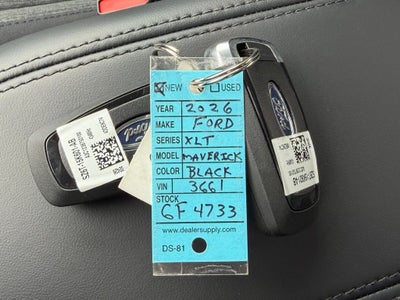 NEW USED
YEAR 2026
MAKE FORD
SERIES XLT
MODEL MAVERICK
COLOR BLACK
VIN 3661
STOCK GF 4733
www.dealersupply.com
DS-81
Ford